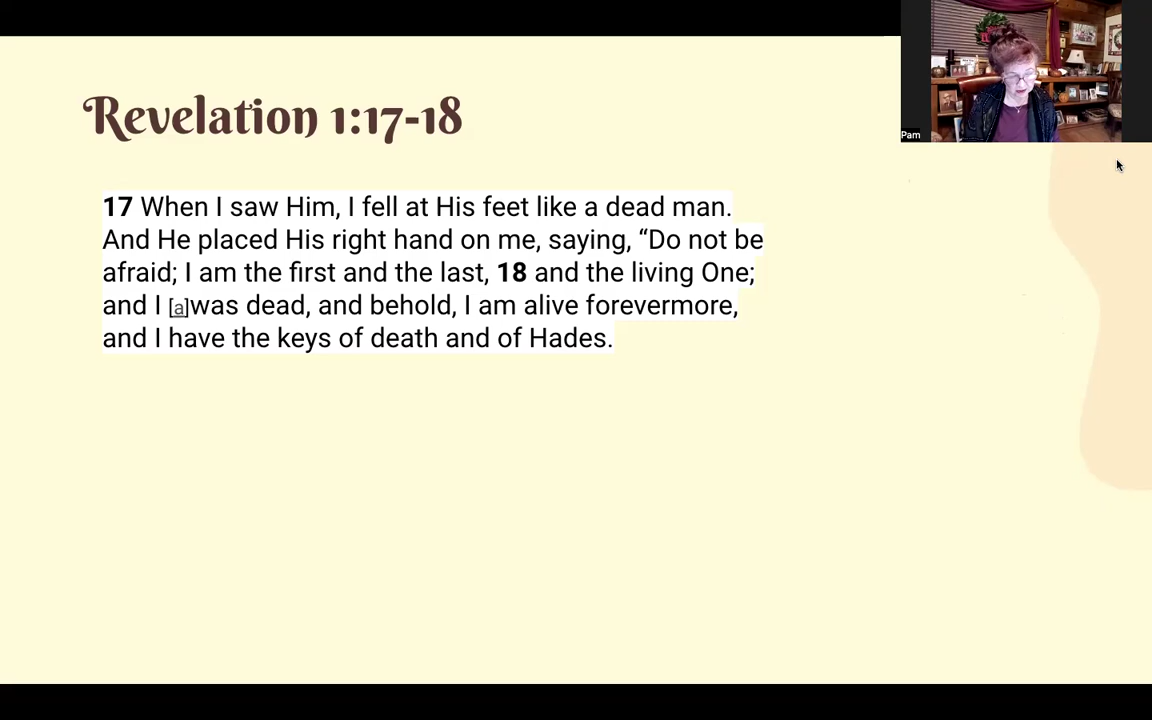 Revelation 1:17-18
17 When I saw Him, I fell at His feet like a dead man.
And He placed His right hand on me, saying, “Do not be
afraid; I am the first and the last, 18 and the living One;
and I [a]was dead, and behold, I am alive forevermore,
and I have the keys of death and of Hades.
Pam